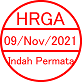 HRGA
09/Nov/2021
Indah Permata